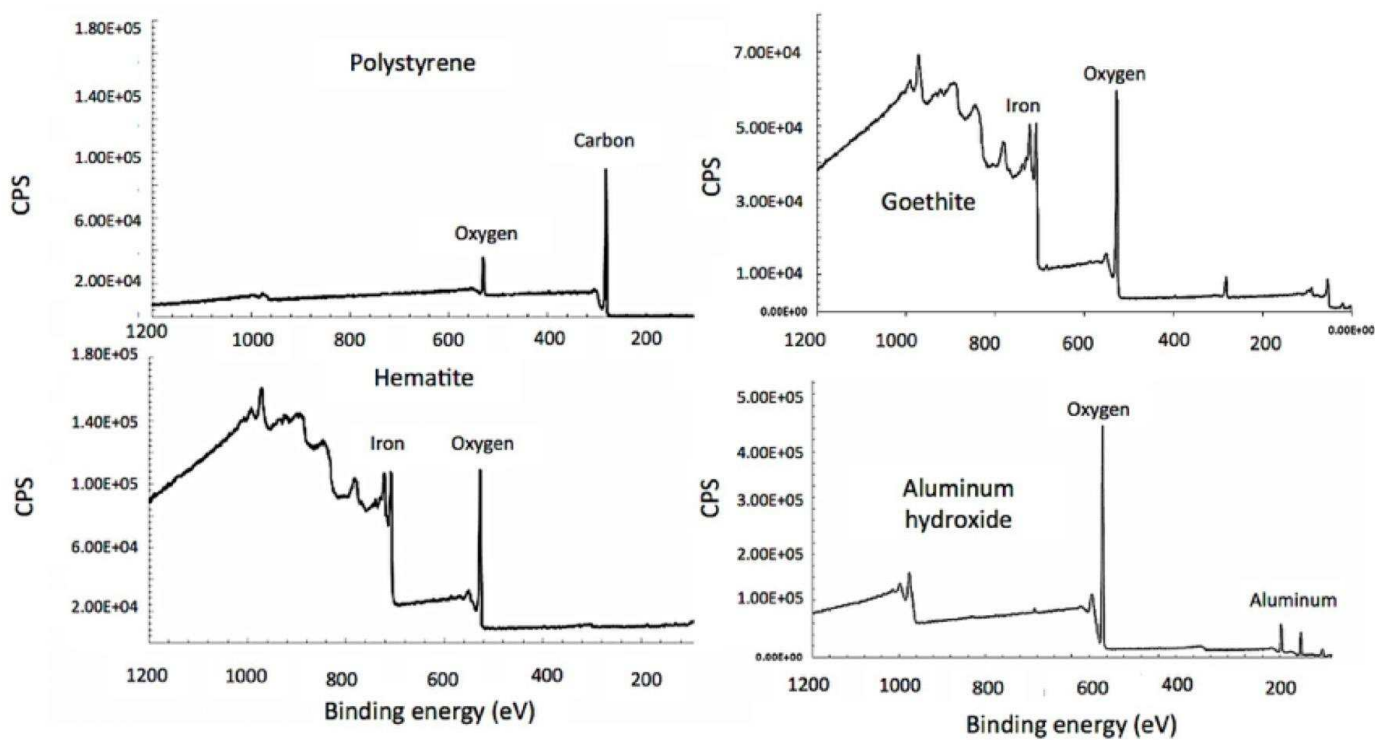 1.80E+05
Polystyrene
1.40E+05
Carbon
1.00E+05
CPS
6.00E+04
Oxygen
2.00E+04
1200 1000 800 600 400 200
7.00E+04
Oxygen
Iron
5.00E+04
CPS
Goethite
3.00E+04
1.00E+04
0.00E+00
1200 1000 800 600 400 200 0.00E+00
1.80E+05
Hematite
1.40E+05
Iron Oxygen
1.00E+05
CPS
6.00E+04
2.00E+04
1200 1000 800 600 400 200
Binding energy (eV)
5.00E+05
Oxygen
4.00E+05
3.00E+05
CPS
Aluminum
hydroxide
2.00E+05
1.00E+05
Aluminum
0.00E+00
1200 1000 800 600 400 200
Binding energy (eV)